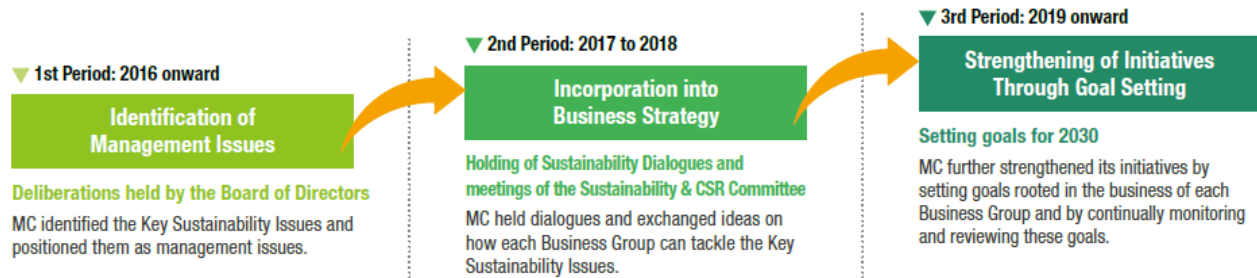 ▼ 1st Period: 2016 onward
Identification of
Management Issues
Deliberations held by the Board of Directors
MC identified the Key Sustainability Issues and
positioned them as management issues.
▼ 2nd Period: 2017 to 2018
Incorporation into
Business Strategy
Holding of Sustainability Dialogues and
meetings of the Sustainability & CSR Committee
MC held dialogues and exchanged ideas on
how each Business Group can tackle the Key
Sustainability Issues.
▼ 3rd Period: 2019 onward
Strengthening of Initiatives
Through Goal Setting
Setting goals for 2030
MC further strengthened its initiatives by
setting goals rooted in the business of each
Business Group and by continually monitoring
and reviewing these goals.